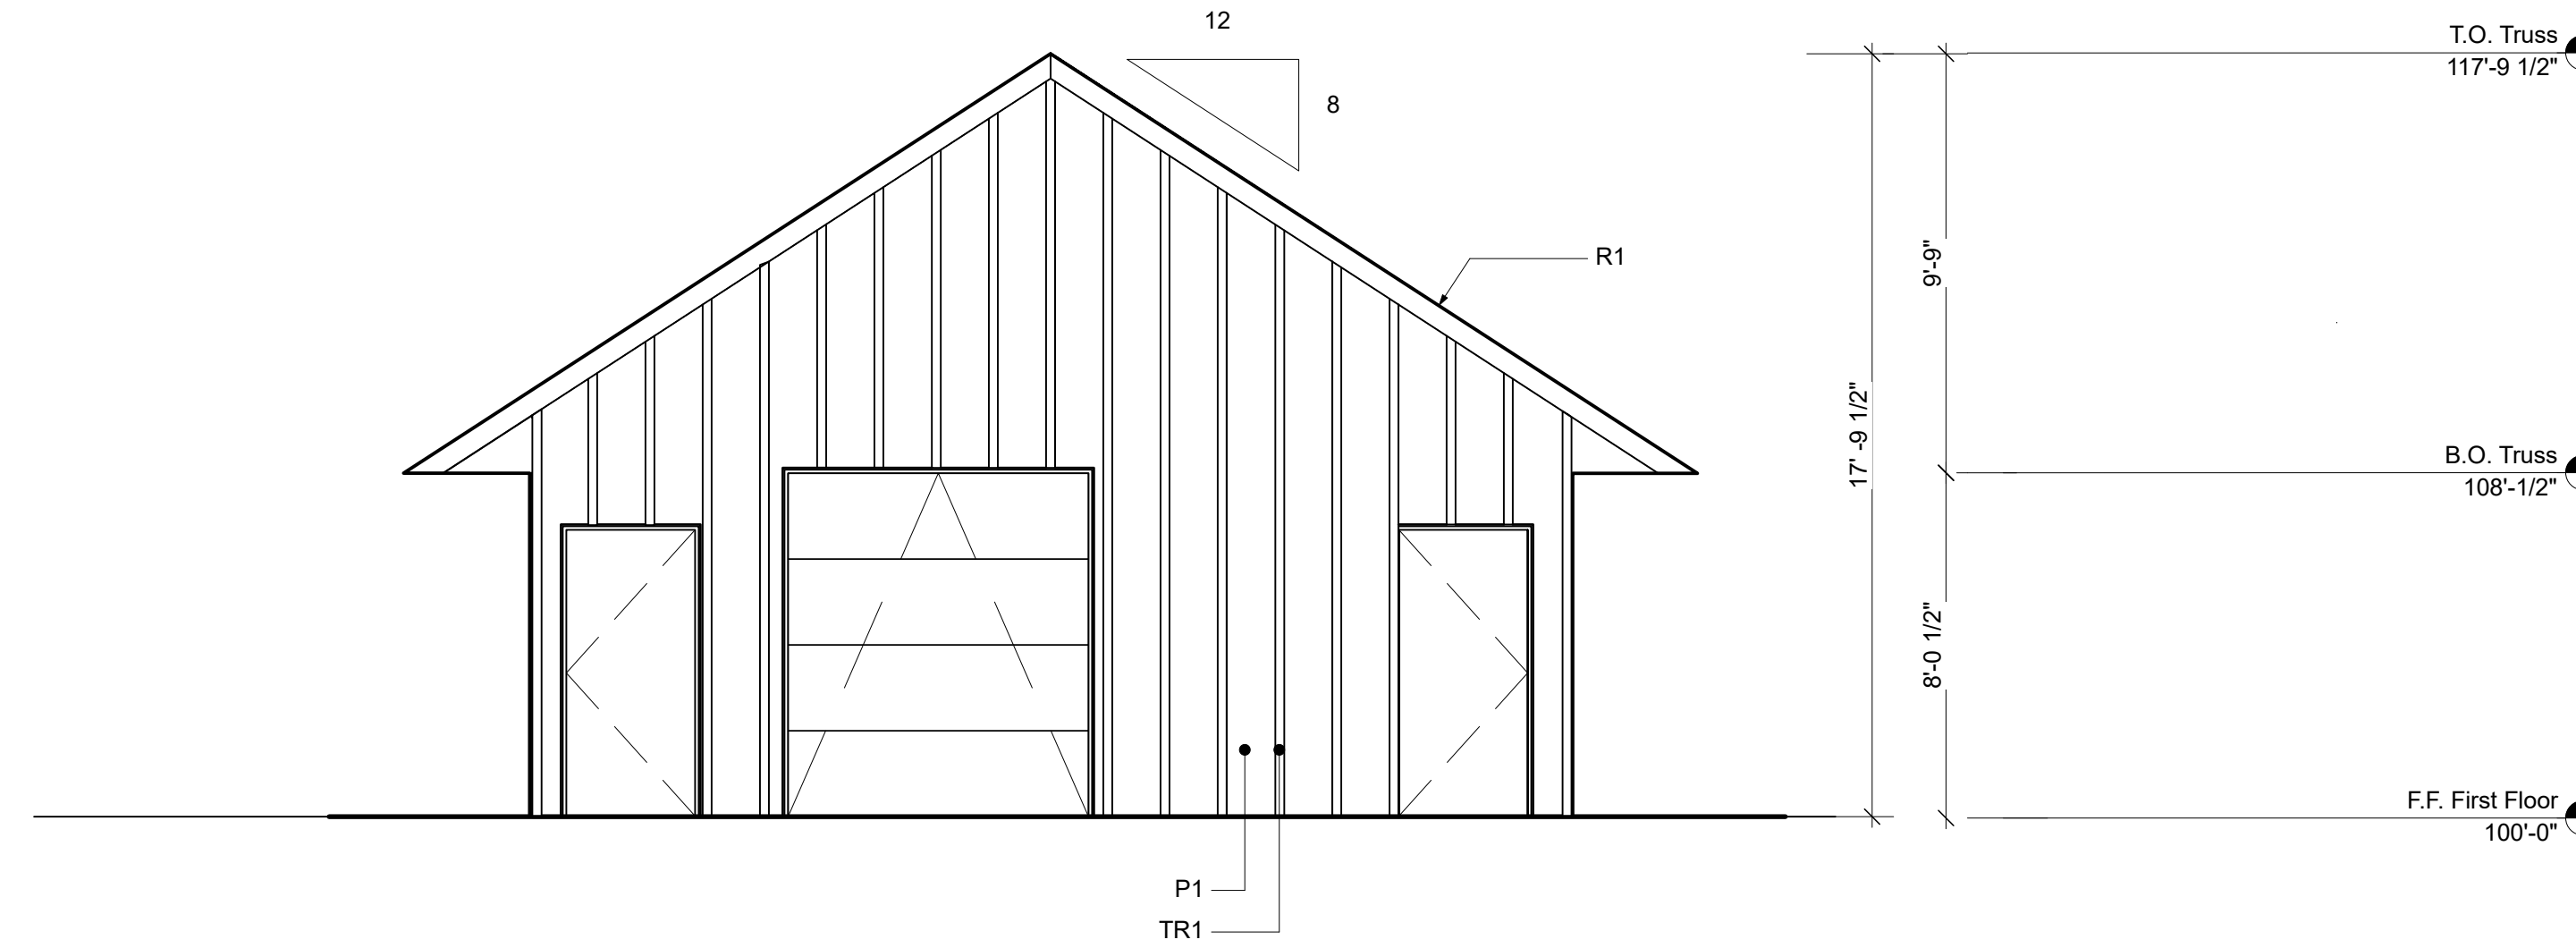 12
T.O. Truss
117'-9 1/2"
8
R1
9'-9"
17' -9 1/2"
B.O. Truss
108'-1/2"
8'-0 1/2"
F.F. First Floor
100'-0"
P1
TR1